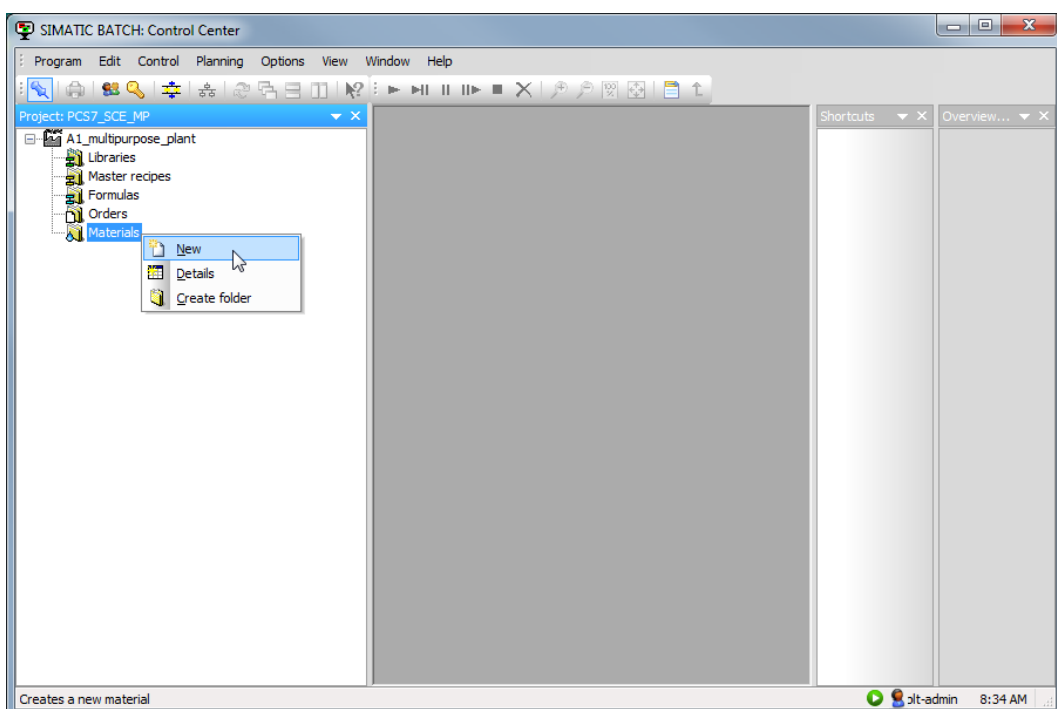 SIMATIC BATCH: Control Center
Program Edit Control Planning Options View Window Help
Project: PCS7_SCE_MP
Shortcuts
Overview...
A1_multipurpose_plant
Libraries
Master recipes
Formulas
Orders
Materials
New
Details
Create folder
Creates a new material
plt-admin 8:34 AM